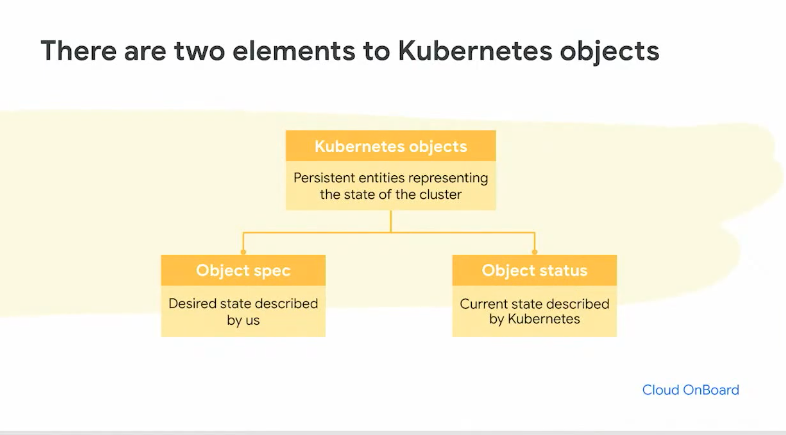 There are two elements to Kubernetes objects
Kubernetes objects
Persistent entities representing
the state of the cluster
Object spec
Desired state described
by us
Object status
Current state described
by Kubernetes
Cloud OnBoard